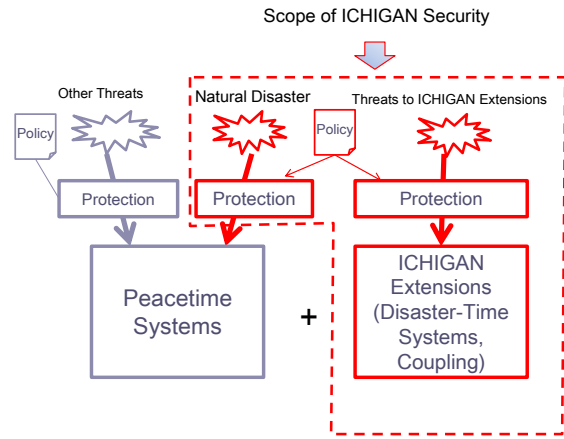 Scope of ICHIGAN Security
Other Threats
Natural Disaster
Threats to ICHIGAN Extensions
Policy
Policy
Protection
Protection
Protection
Peacetime
Systems
+
ICHIGAN
Extensions
(Disaster-Time
Systems,
Coupling)